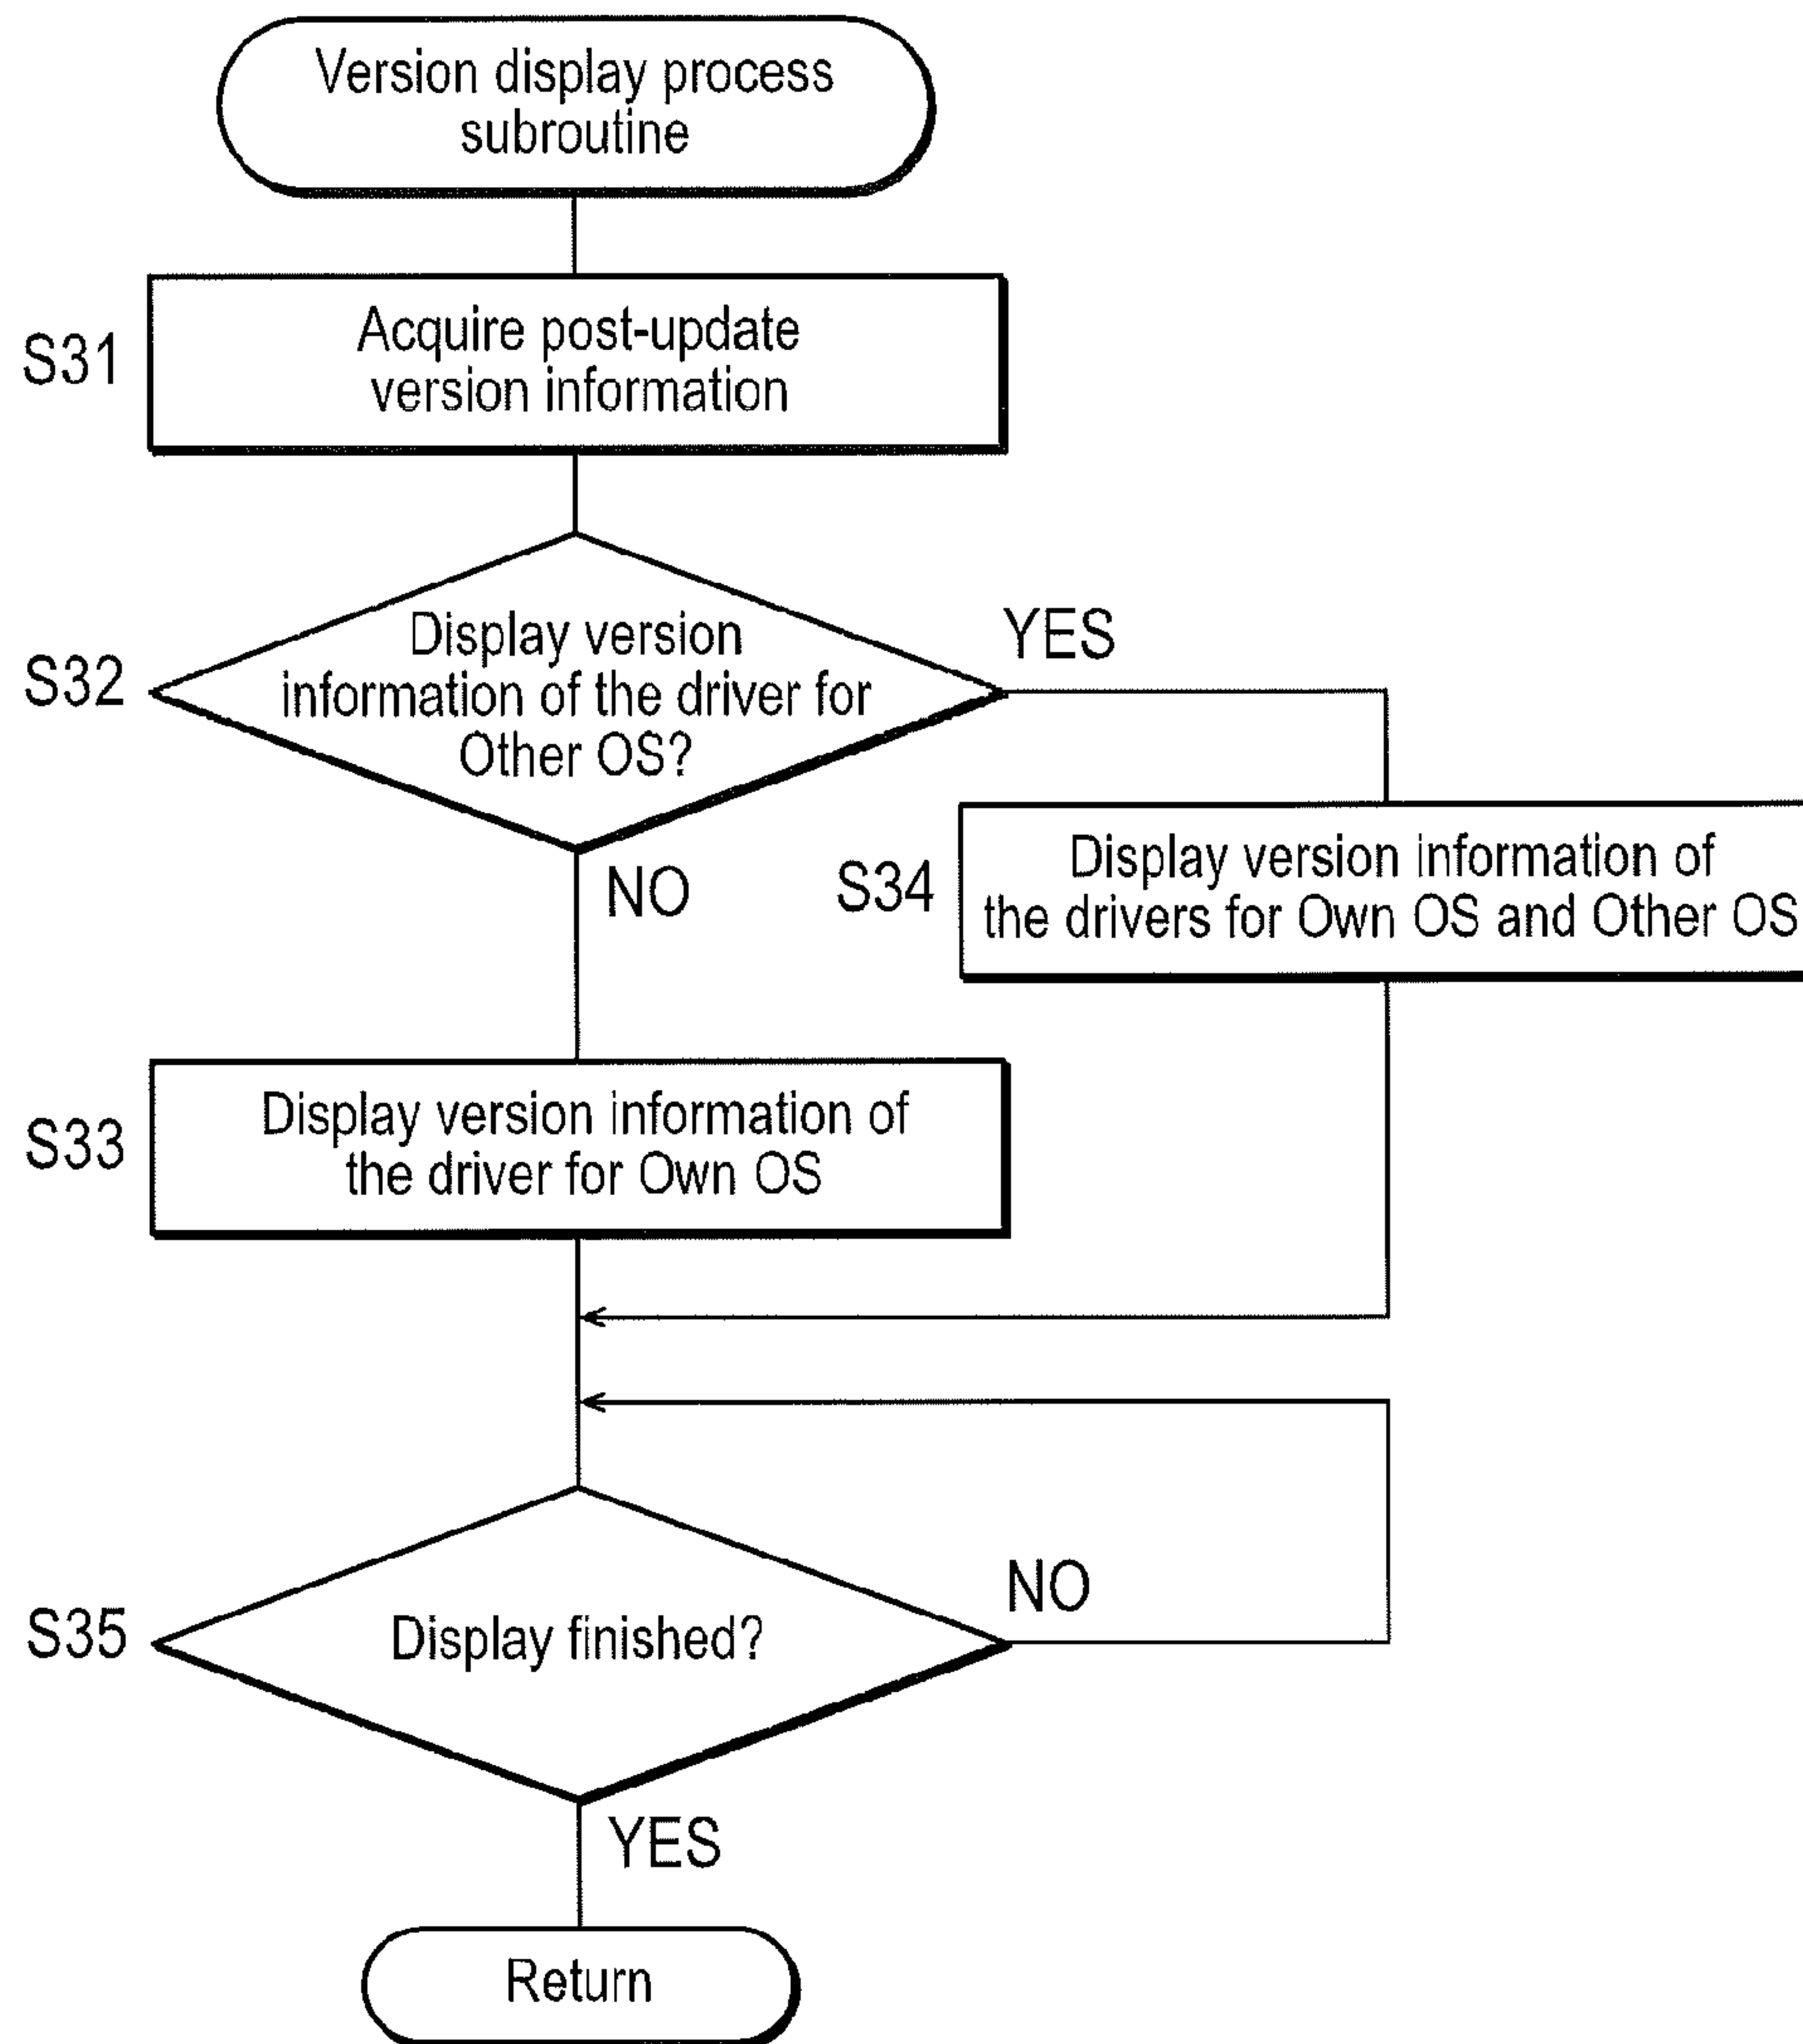 Version display process
subroutine
S31
Acquire post-update
version information
S32
Display version
information of the driver for
Other OS?
YES
NO
S34
Display version information of
the drivers for Own OS and Other OS
S33
Display version information of
the driver for Own OS
S35
Display finished?
NO
YES
Return